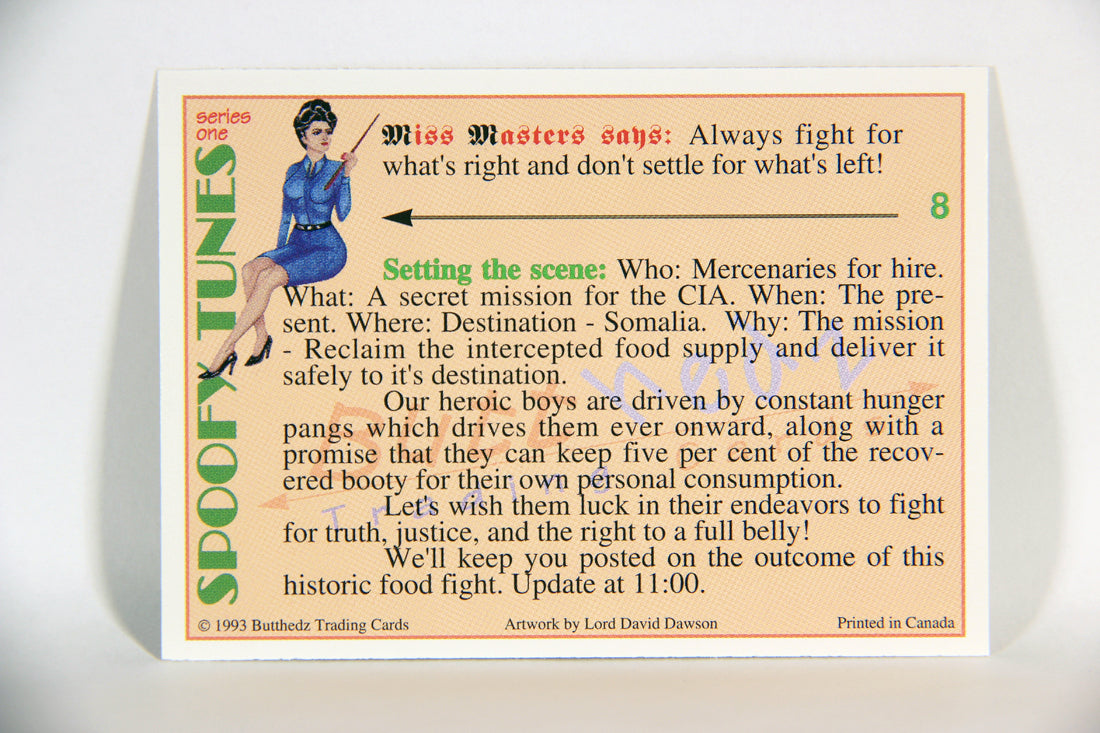 series
one
SPOOFY TUNES
Miss Masters says: Always fight for
what's right and don't settle for what's left!
8
Setting the scene: Who: Mercenaries for hire.
What: A secret mission for the CIA. When: The pre-
sent. Where: Destination - Somalia. Why: The mission
- Reclaim the intercepted food supply and deliver it
safely to it's destination.
Our heroic boys are driven by constant hunger
pangs which drives them ever onward, along with a
promise that they can keep five per cent of the recov-
ered booty for their own personal consumption.
Let's wish them luck in their endeavors to fight
for truth, justice, and the right to a full belly!
We'll keep you posted on the outcome of this
historic food fight. Update at 11:00.
Butt hedz
Trading Cards
© 1993 Butthedz Trading Cards
Artwork by Lord David Dawson
Printed in Canada